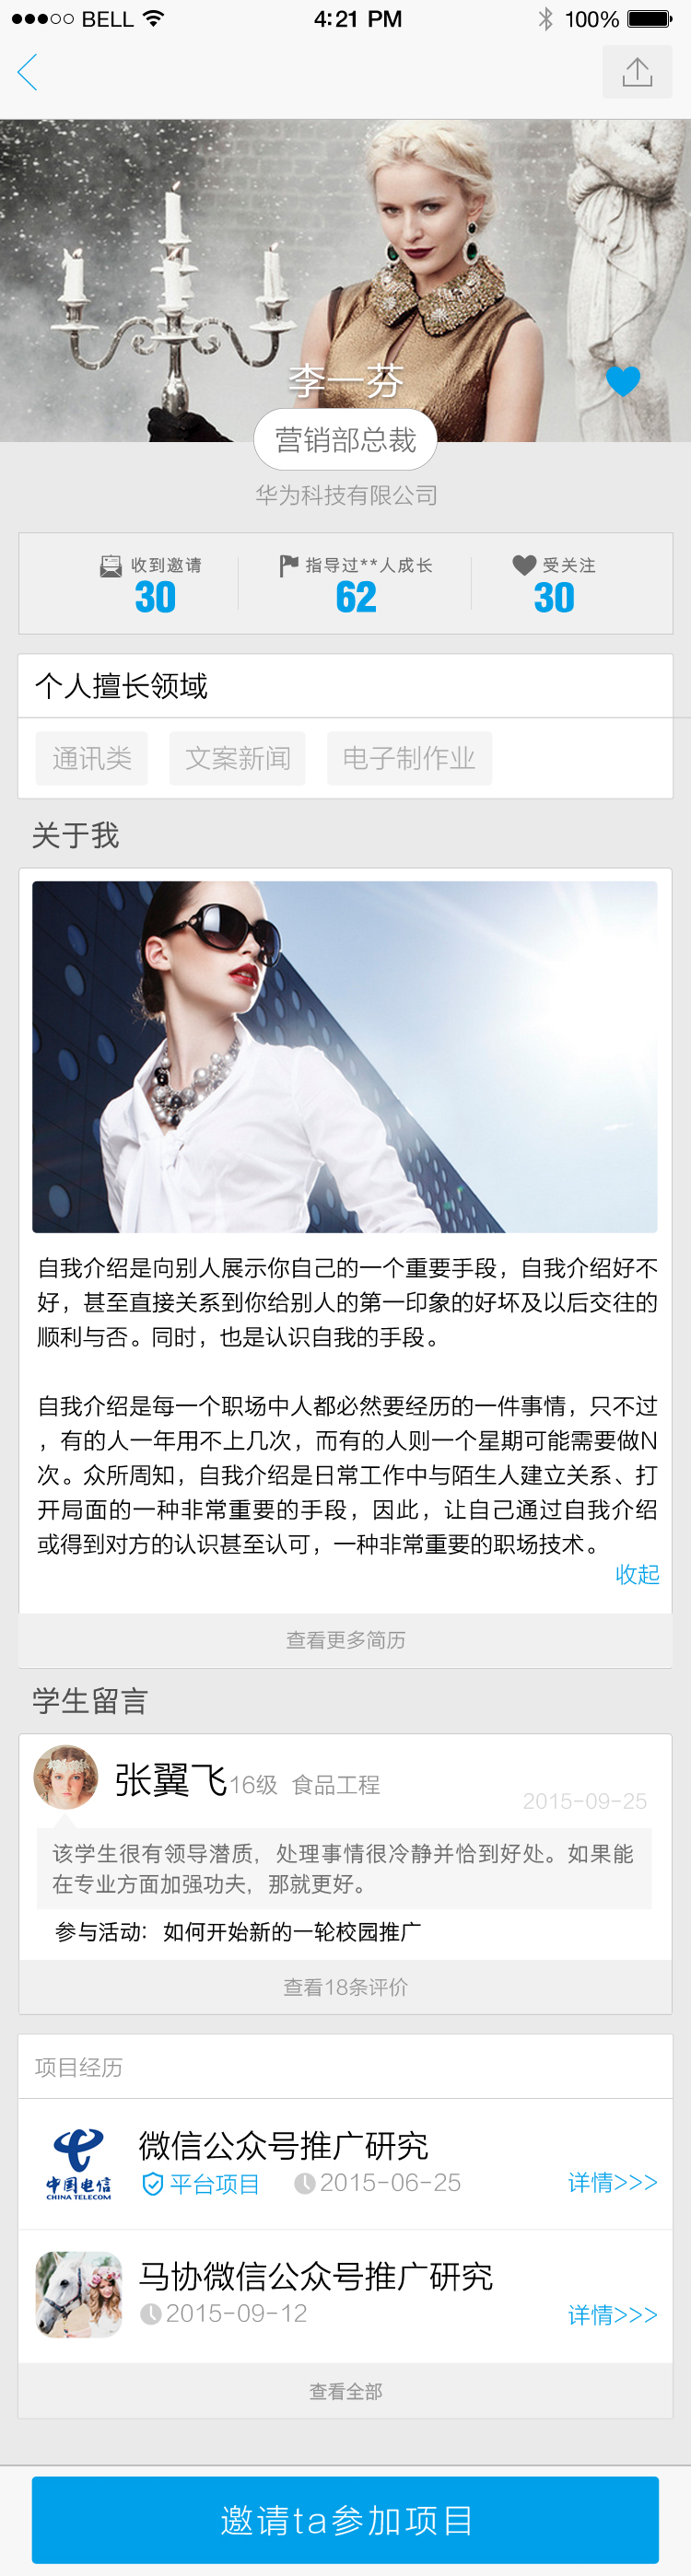 BELL 4:21 PM 100%
李一芬
营销部总裁
华为科技有限公司
收到邀请 指导过**人成长 受关注
30 62 30
个人擅长领域
通讯类 文案新闻 电子制作业
关于我
自我介绍是向别人展示你自己的一个重要手段，自我介绍好不
好，甚至直接关系到你给别人的第一印象的好坏及以后交往的
顺利与否。同时，也是认识自我的手段。
自我介绍是每一个职场中人都必然要经历的一件事情，只不过
，有的人一年用不上几次，而有的人则一个星期可能需要做N
次。众所周知，自我介绍是日常工作中与陌生人建立关系、打
开局面的一种非常重要的手段，因此，让自己通过自我介绍
或得到对方的认识甚至认可，一种非常重要的职场技术。
收起
查看更多简历
学生留言
张翼飞16级 食品工程
2015-09-25
该学生很有领导潜质，处理事情很冷静并恰到好处。如果能
在专业方面加强功夫，那就更好。
参与活动：如何开始新的一轮校园推广
查看18条评价
项目经历
微信公众号推广研究
中国电信
CHINA TELECOM
平台项目 2015-06-25 详情>>>
马协微信公众号推广研究
2015-09-12 详情>>>
查看全部
邀请ta参加项目